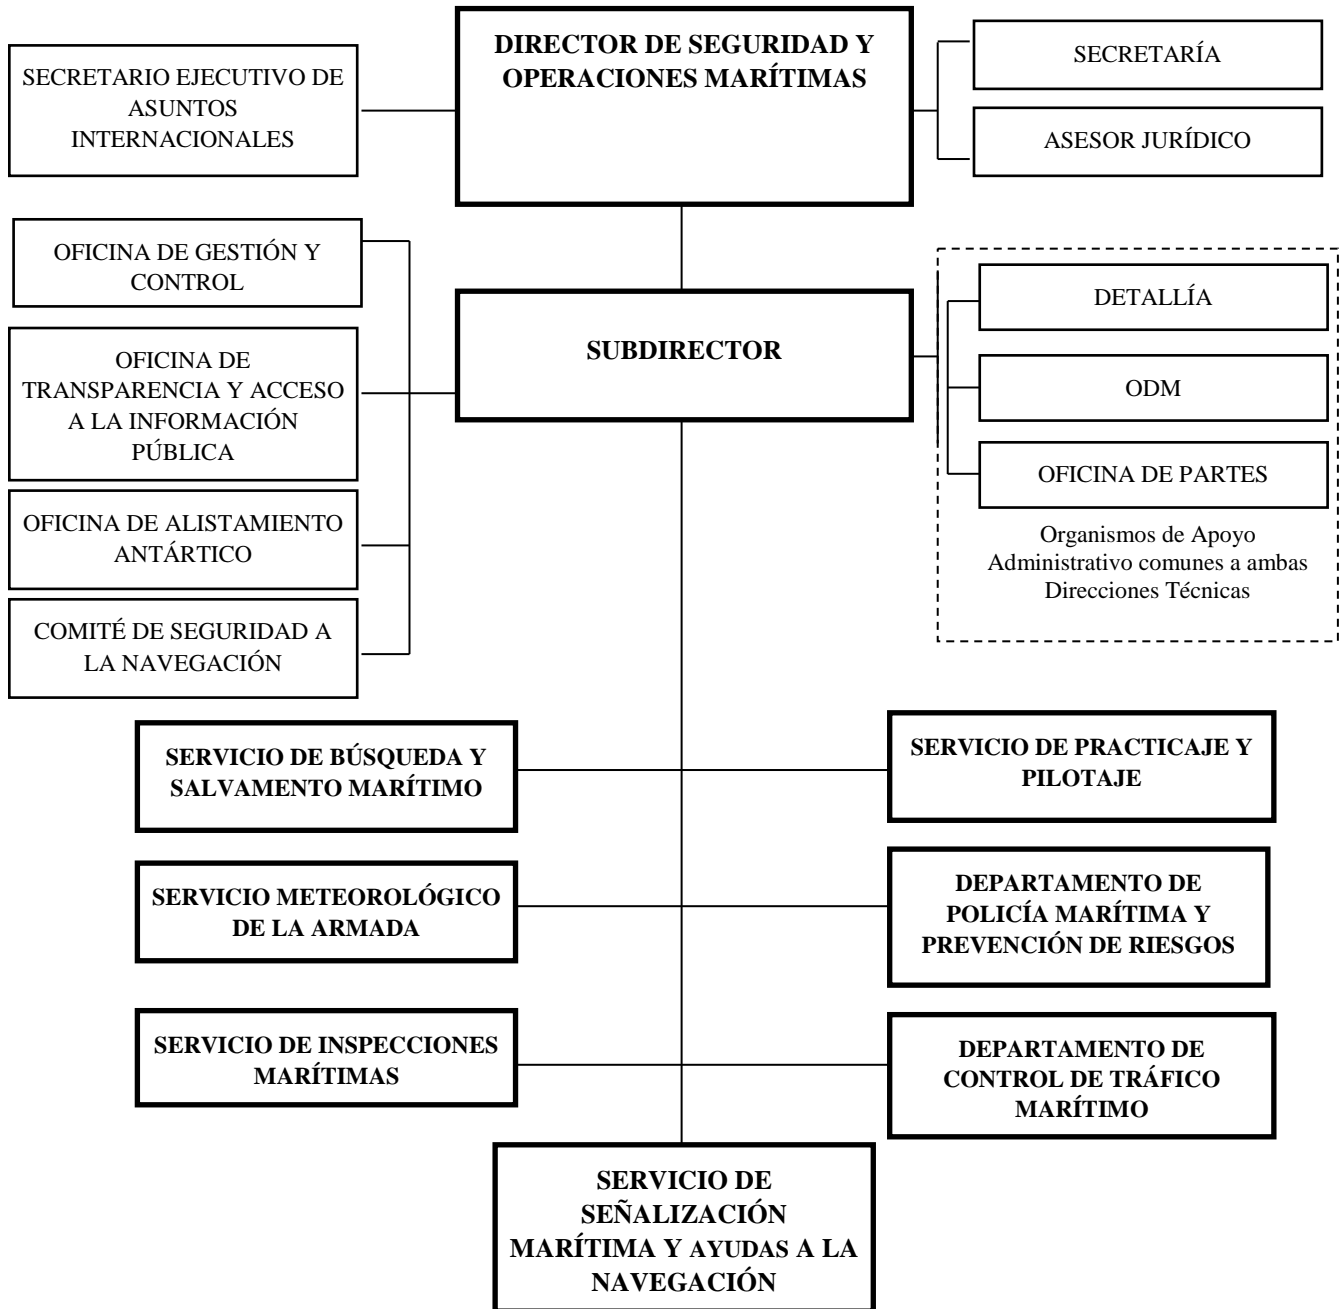 DIRECTOR DE SEGURIDAD Y
OPERACIONES MARÍTIMAS
SECRETARIO EJECUTIVO DE
ASUNTOS
INTERNACIONALES
SECRETARÍA
ASESOR JURÍDICO
OFICINA DE GESTIÓN Y
CONTROL
OFICINA DE
TRANSPARENCIA Y ACCESO
A LA INFORMACIÓN
PÚBLICA
OFICINA DE ALISTAMIENTO
ANTÁRTICO
COMITÉ DE SEGURIDAD A
LA NAVEGACIÓN
SUBDIRECTOR
DETALLÍA
ODM
OFICINA DE PARTES
Organismos de Apoyo
Administrativo comunes a ambas
Direcciones Técnicas
SERVICIO DE BÚSQUEDA Y
SALVAMENTO MARÍTIMO
SERVICIO DE PRACTICAJE Y
PILOTAJE
SERVICIO METEOROLÓGICO
DE LA ARMADA
DEPARTAMENTO DE
POLICÍA MARÍTIMA Y
PREVENCIÓN DE RIESGOS
SERVICIO DE INSPECCIONES
MARÍTIMAS
DEPARTAMENTO DE
CONTROL DE TRÁFICO
MARÍTIMO
SERVICIO DE
SEÑALIZACIÓN
MARÍTIMA Y AYUDAS A LA
NAVEGACIÓN